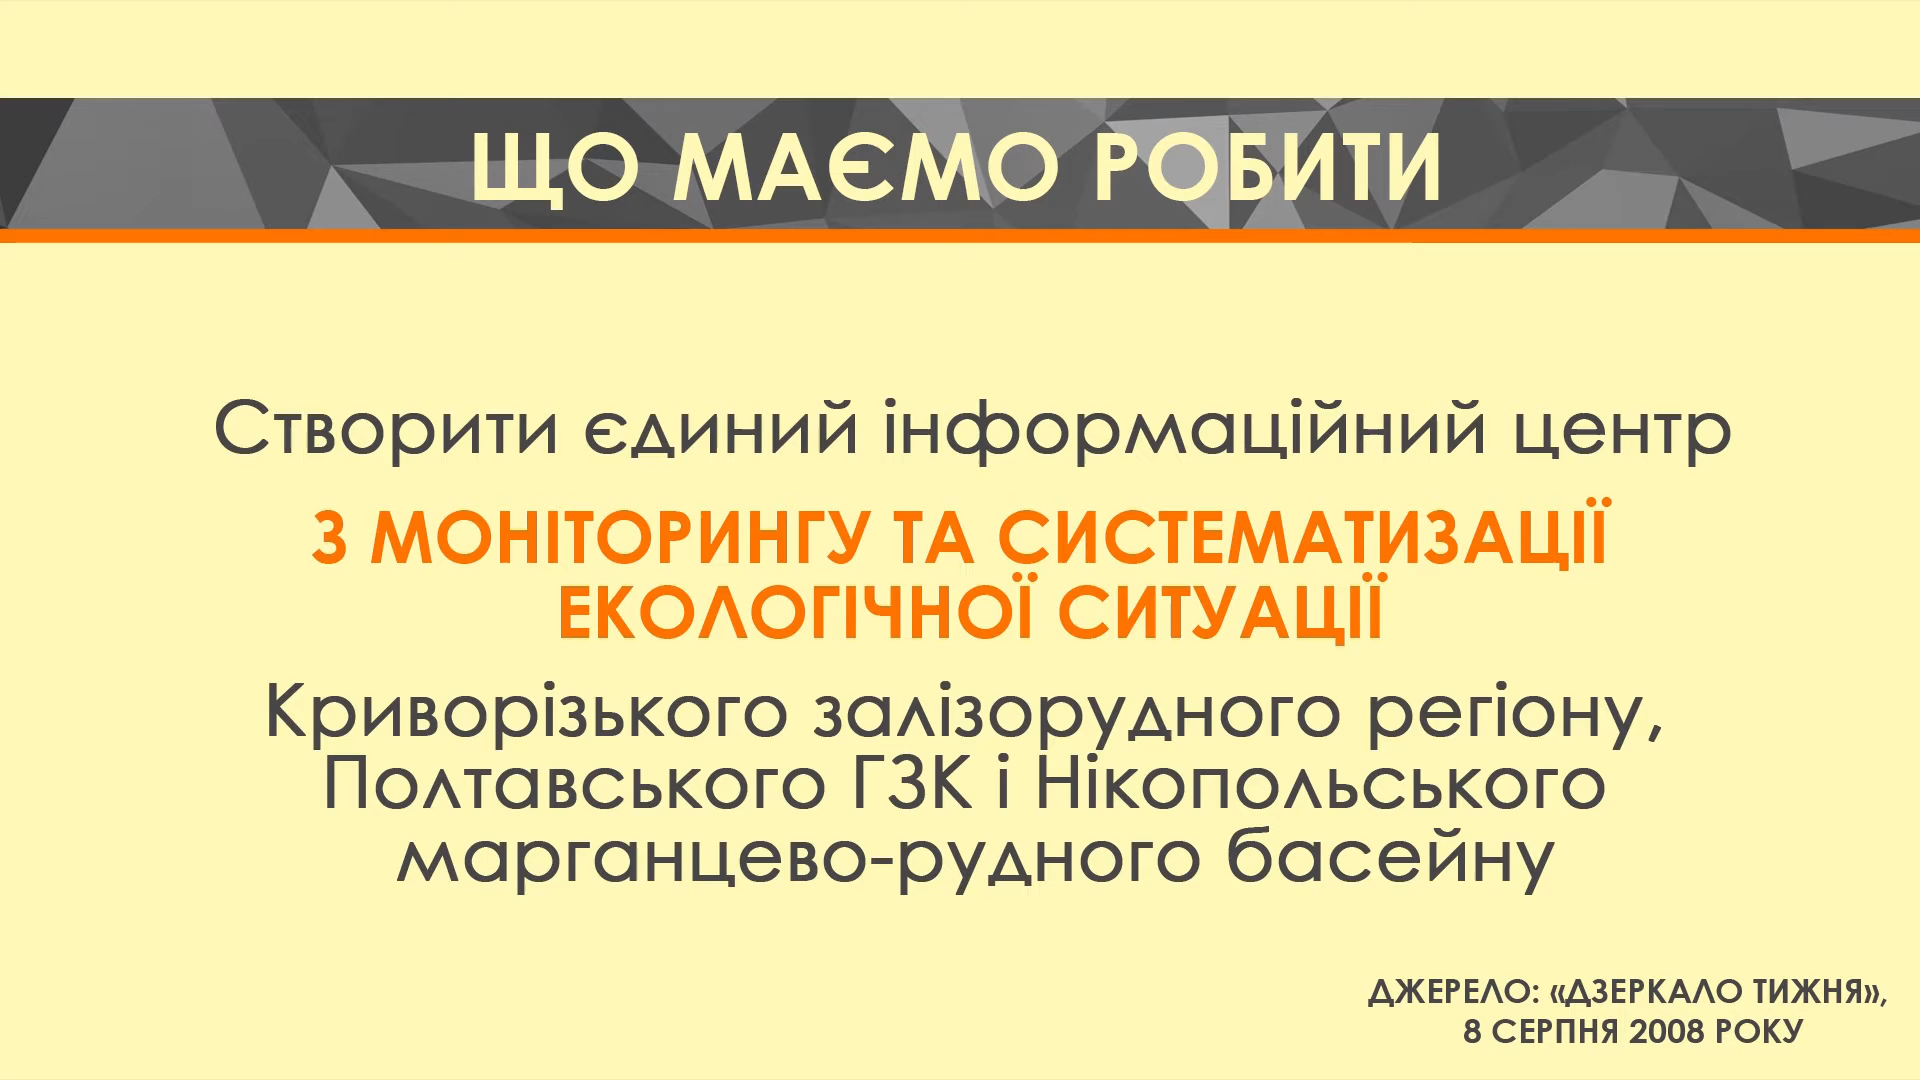 ЩО МАЄМО РОБИТИ
Створити єдиний інформаційний центр
З МОНІТОРИНГУ ТА СИСТЕМАТИЗАЦІЇ
ЕКОЛОГІЧНОЇ СИТУАЦІЇ
Криворізького залізорудного регіону,
Полтавського ГЗК і Нікопольського
марганцево-рудного басейну
ДЖЕРЕЛО: «ДЗЕРКАЛО ТИЖНЯ»,
8 СЕРПНЯ 2008 РОКУ